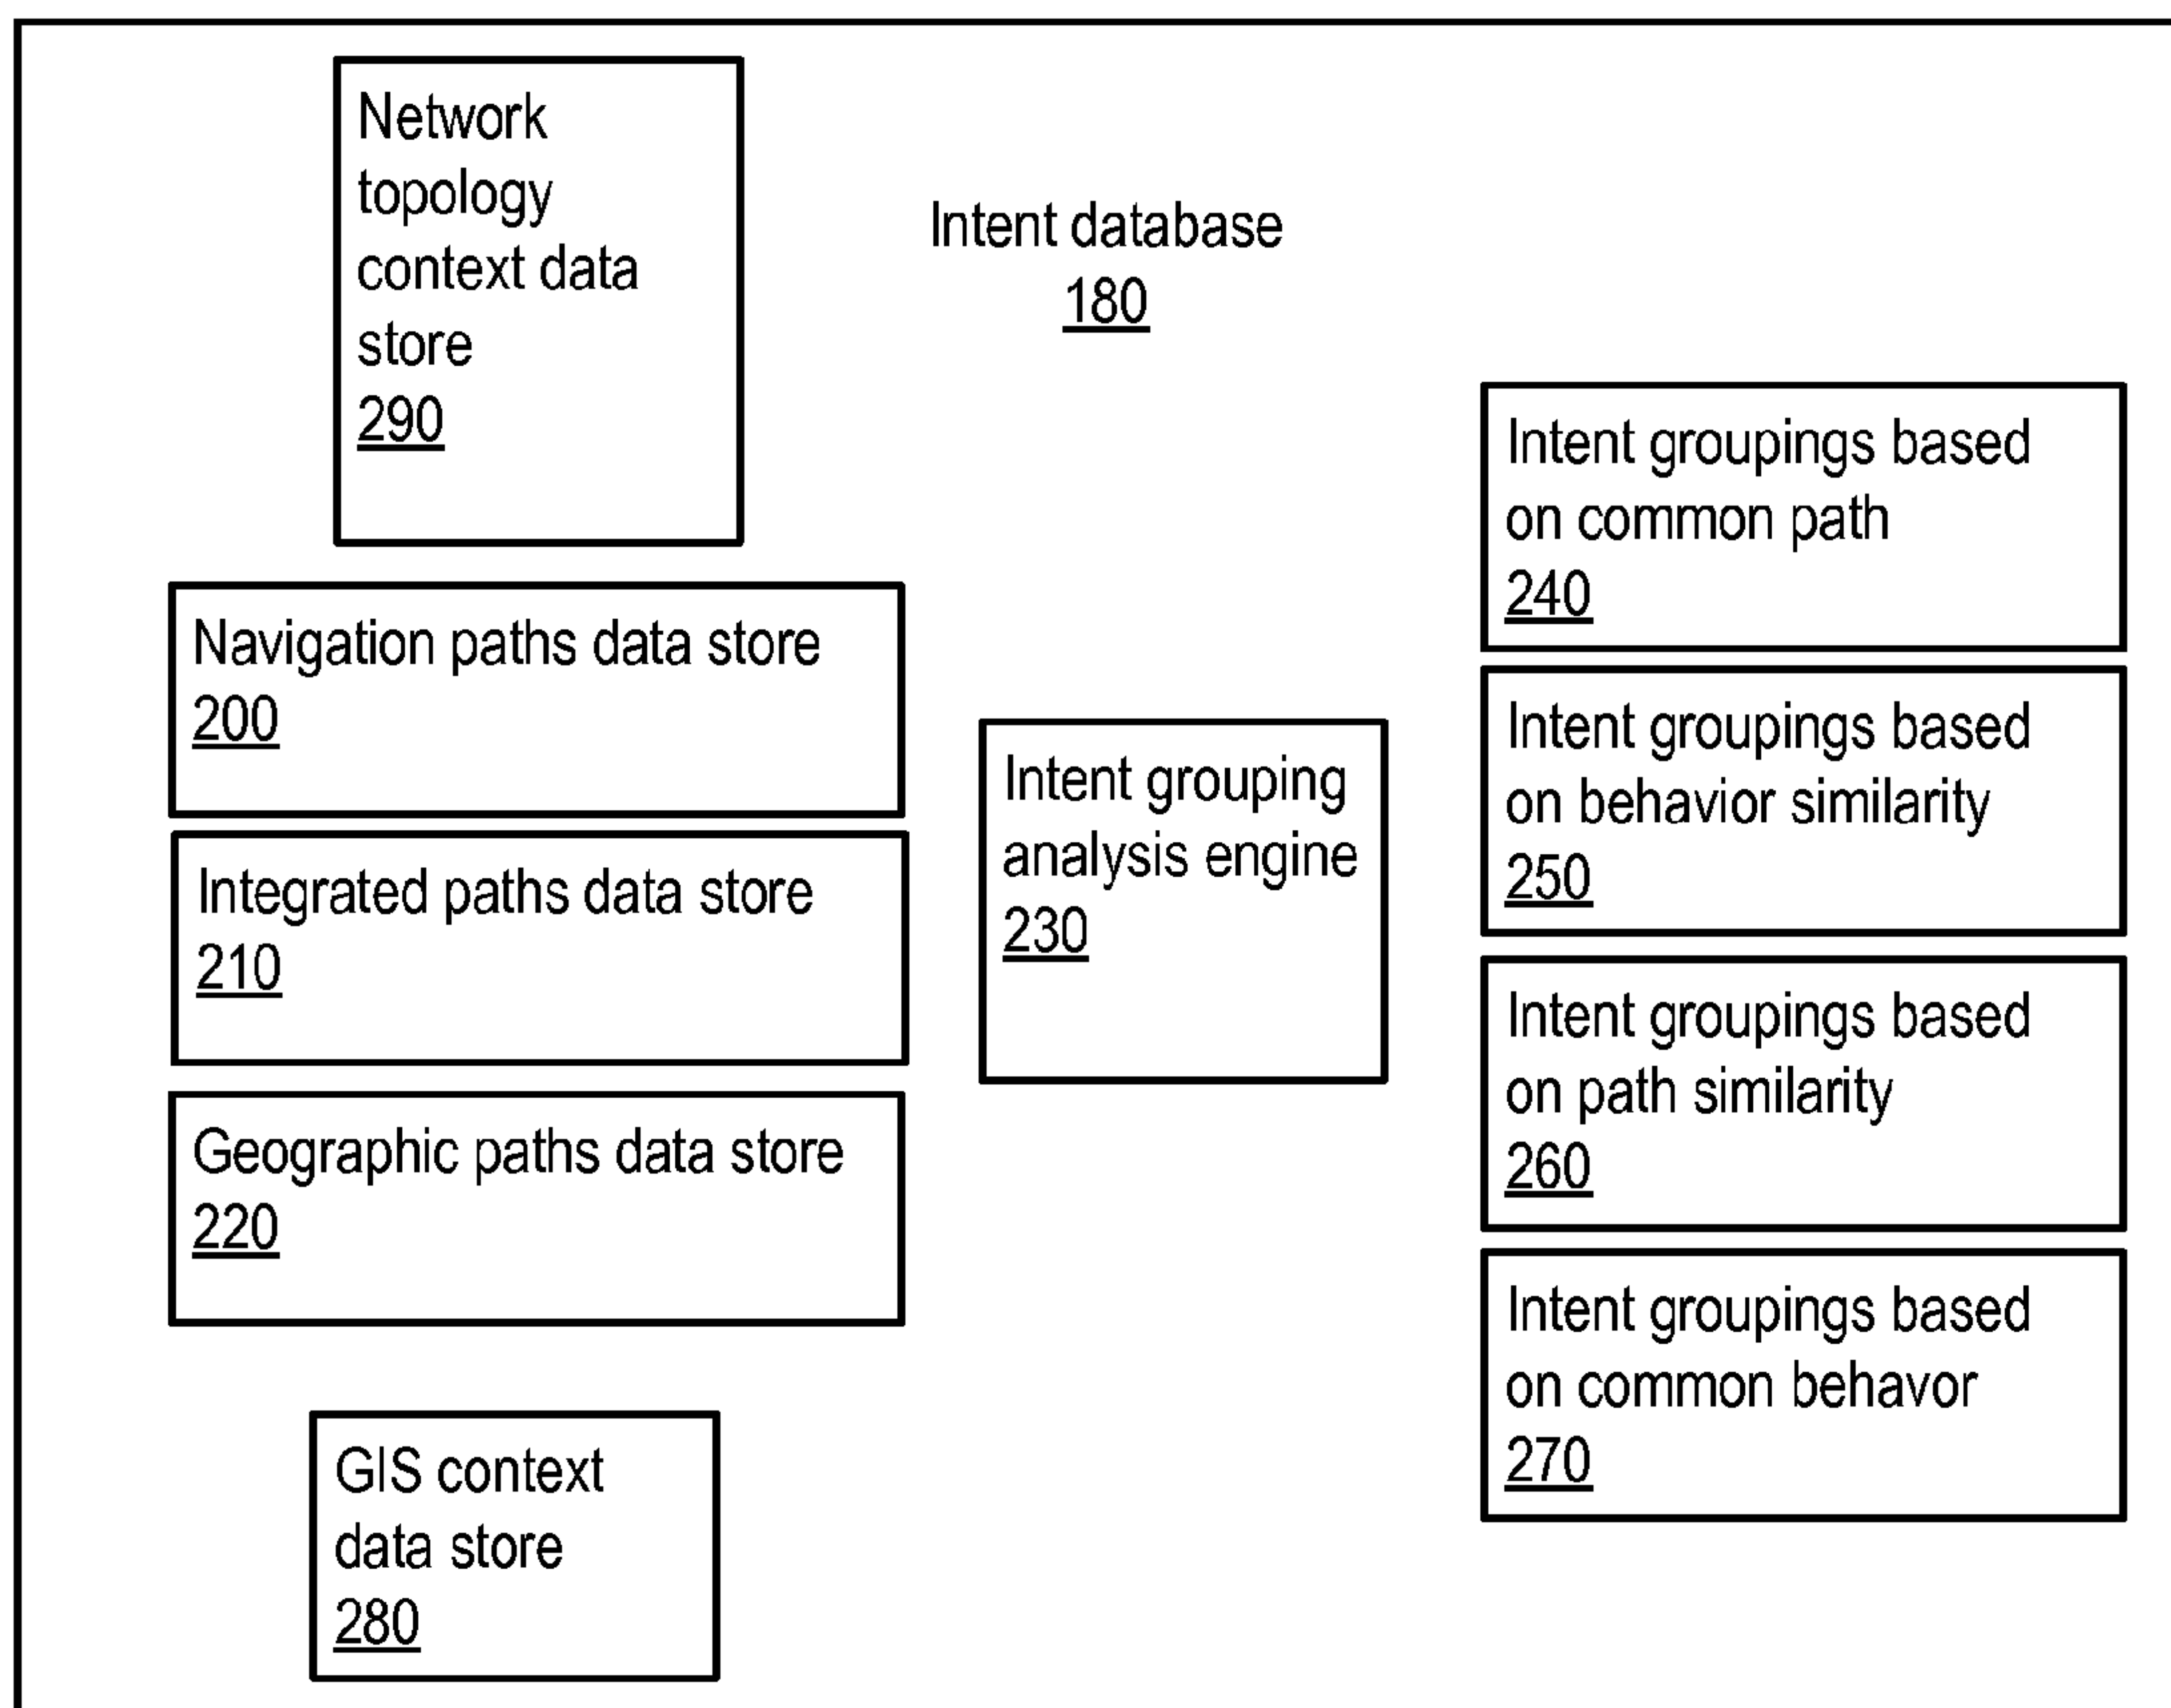 Network
topology
context data
store
290
Intent database
180
Navigation paths data store
200
Integrated paths data store
210
Geographic paths data store
220
GIS context
data store
280
Intent grouping
analysis engine
230
Intent groupings based
on common path
240
Intent groupings based
on behavior similarity
250
Intent groupings based
on path similarity
260
Intent groupings based
on common behavor
270